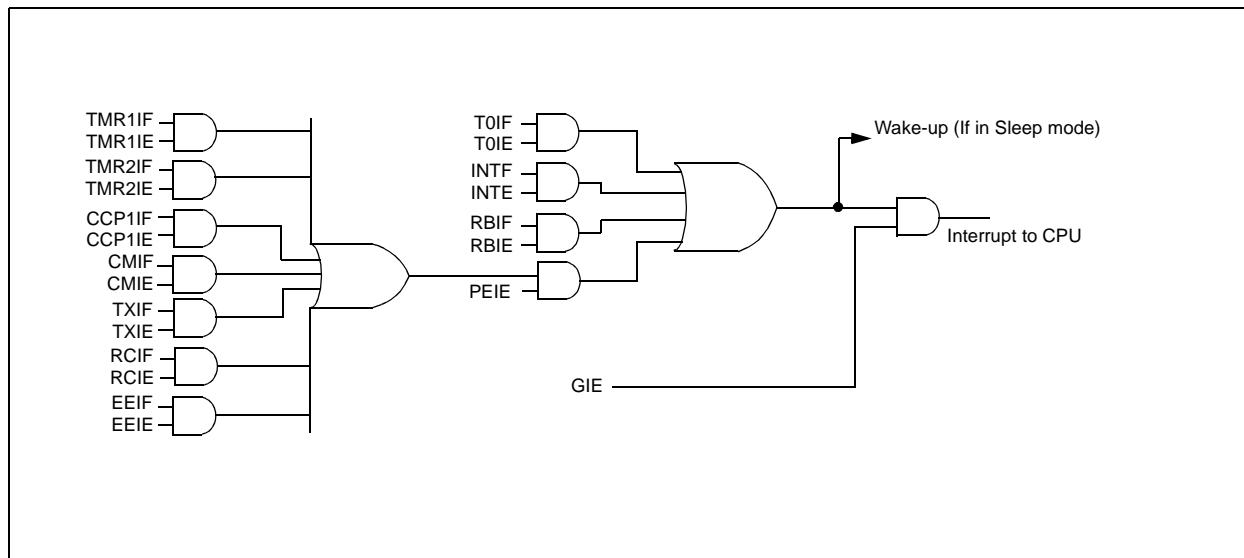 TMR1IF
TMR1IE
TMR2IF
TMR2IE
CCP1IF
CCP1IE
CMIF
CMIE
TXIF
TXIE
RCIF
RCIE
EEIF
EEIE
T0IF
T0IE
INTF
INTE
RBIF
RBIE
PEIE
GIE
Wake-up (If in Sleep mode)
Interrupt to CPU